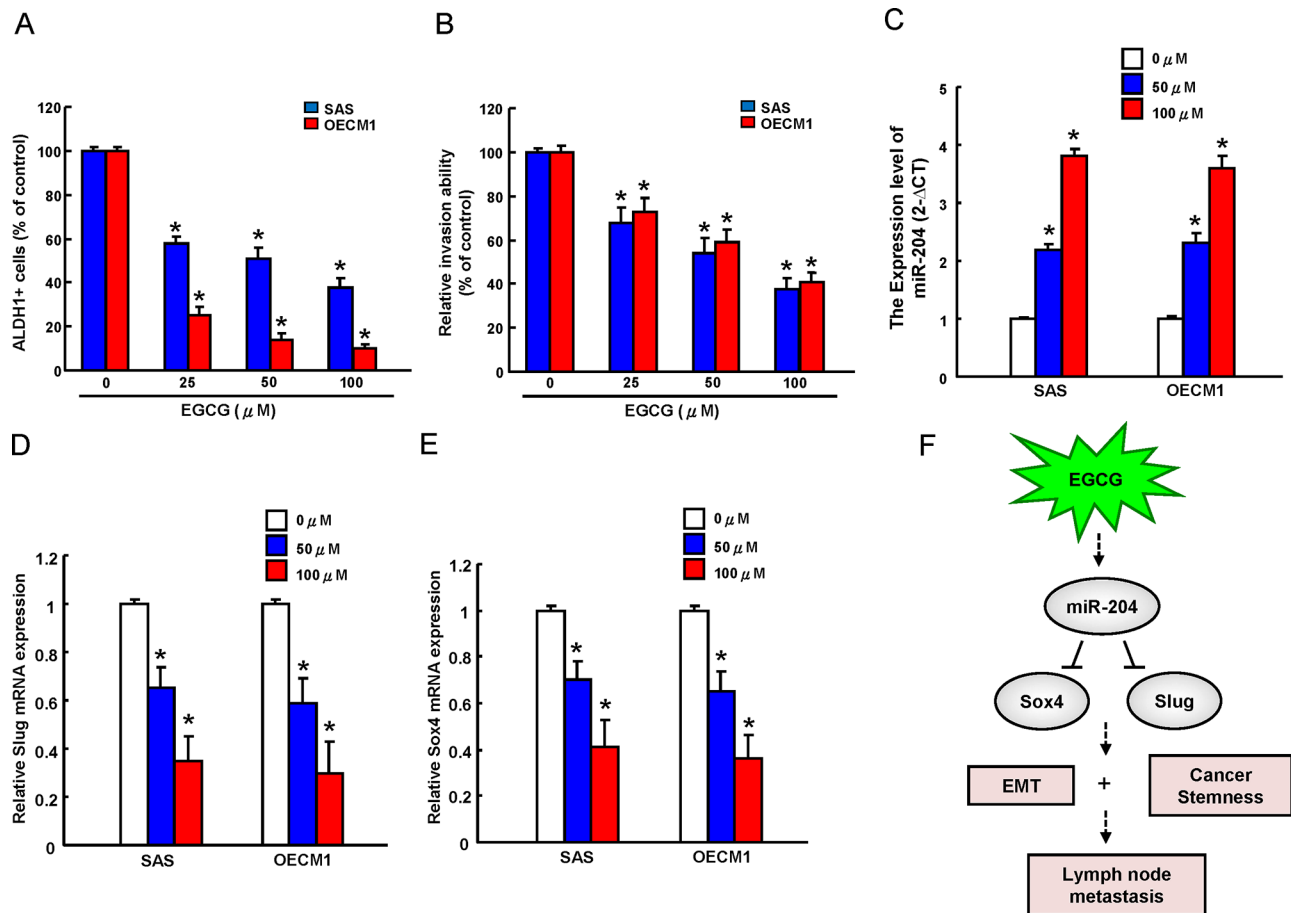 A
SAS
OECM1
120
100
80
60
40
20
0
ALDH1+ cells (% of control)
*
*
*
*
*
*
0
25
50
100
EGCG (μM)
B
SAS
OECM1
120
100
80
60
40
20
0
Relative invasion ability
(% of control)
*
*
*
*
*
*
0
25
50
100
EGCG (μM)
C
0 μM
50 μM
100 μM
5
4
3
2
1
0
The Expression level of
miR-204 (2-ΔCT)
*
*
*
*
SAS
OECM1
D
0 μM
50 μM
100 μM
1.2
1
0.8
0.6
0.4
0.2
0
Relative Slug mRNA expression
*
*
*
*
SAS
OECM1
E
0 μM
50 μM
100 μM
1.2
1
0.8
0.6
0.4
0.2
0
Relative Sox4 mRNA expression
*
*
*
*
SAS
OECM1
F
EGCG
miR-204
Sox4
Slug
EMT
+
Cancer
Stemness
Lymph node
metastasis